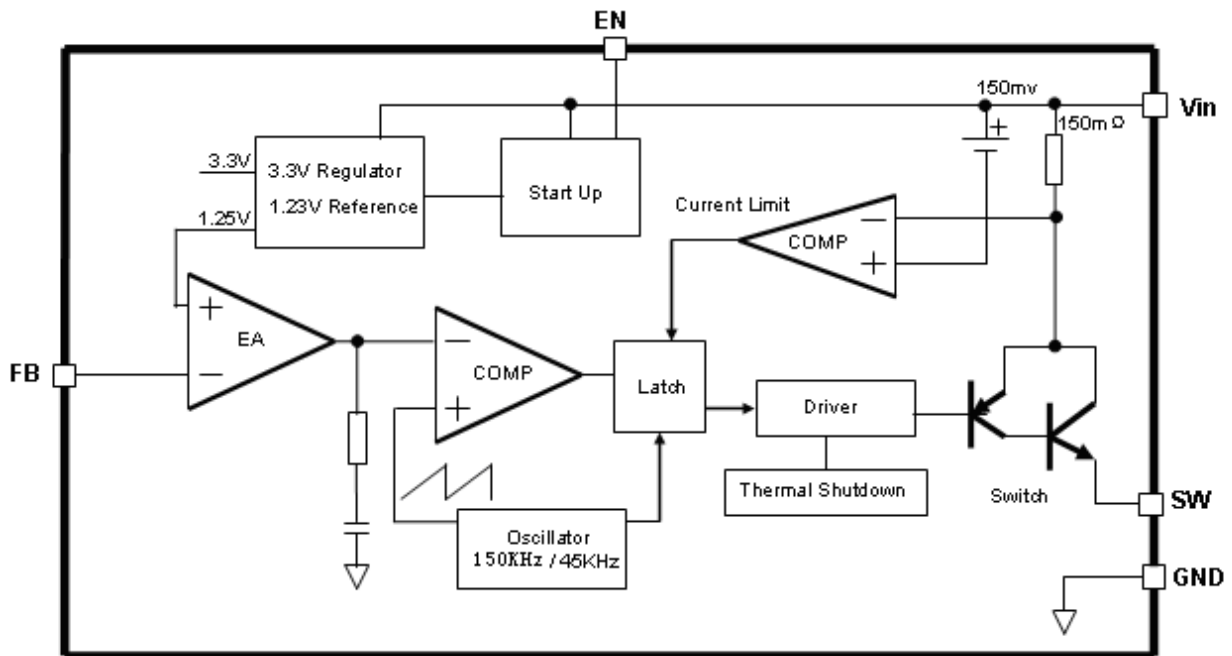 EN
150mv
Vin
150mΩ
+
3.3V
3.3V Regulator
1.23V Reference
1.25V
Start Up
Current Limit
COMP
−
+
EA
+
−
FB
COMP
−
+
Latch
Driver
Thermal Shutdown
Switch
SW
Oscillator
150KHz / 45KHz
GND